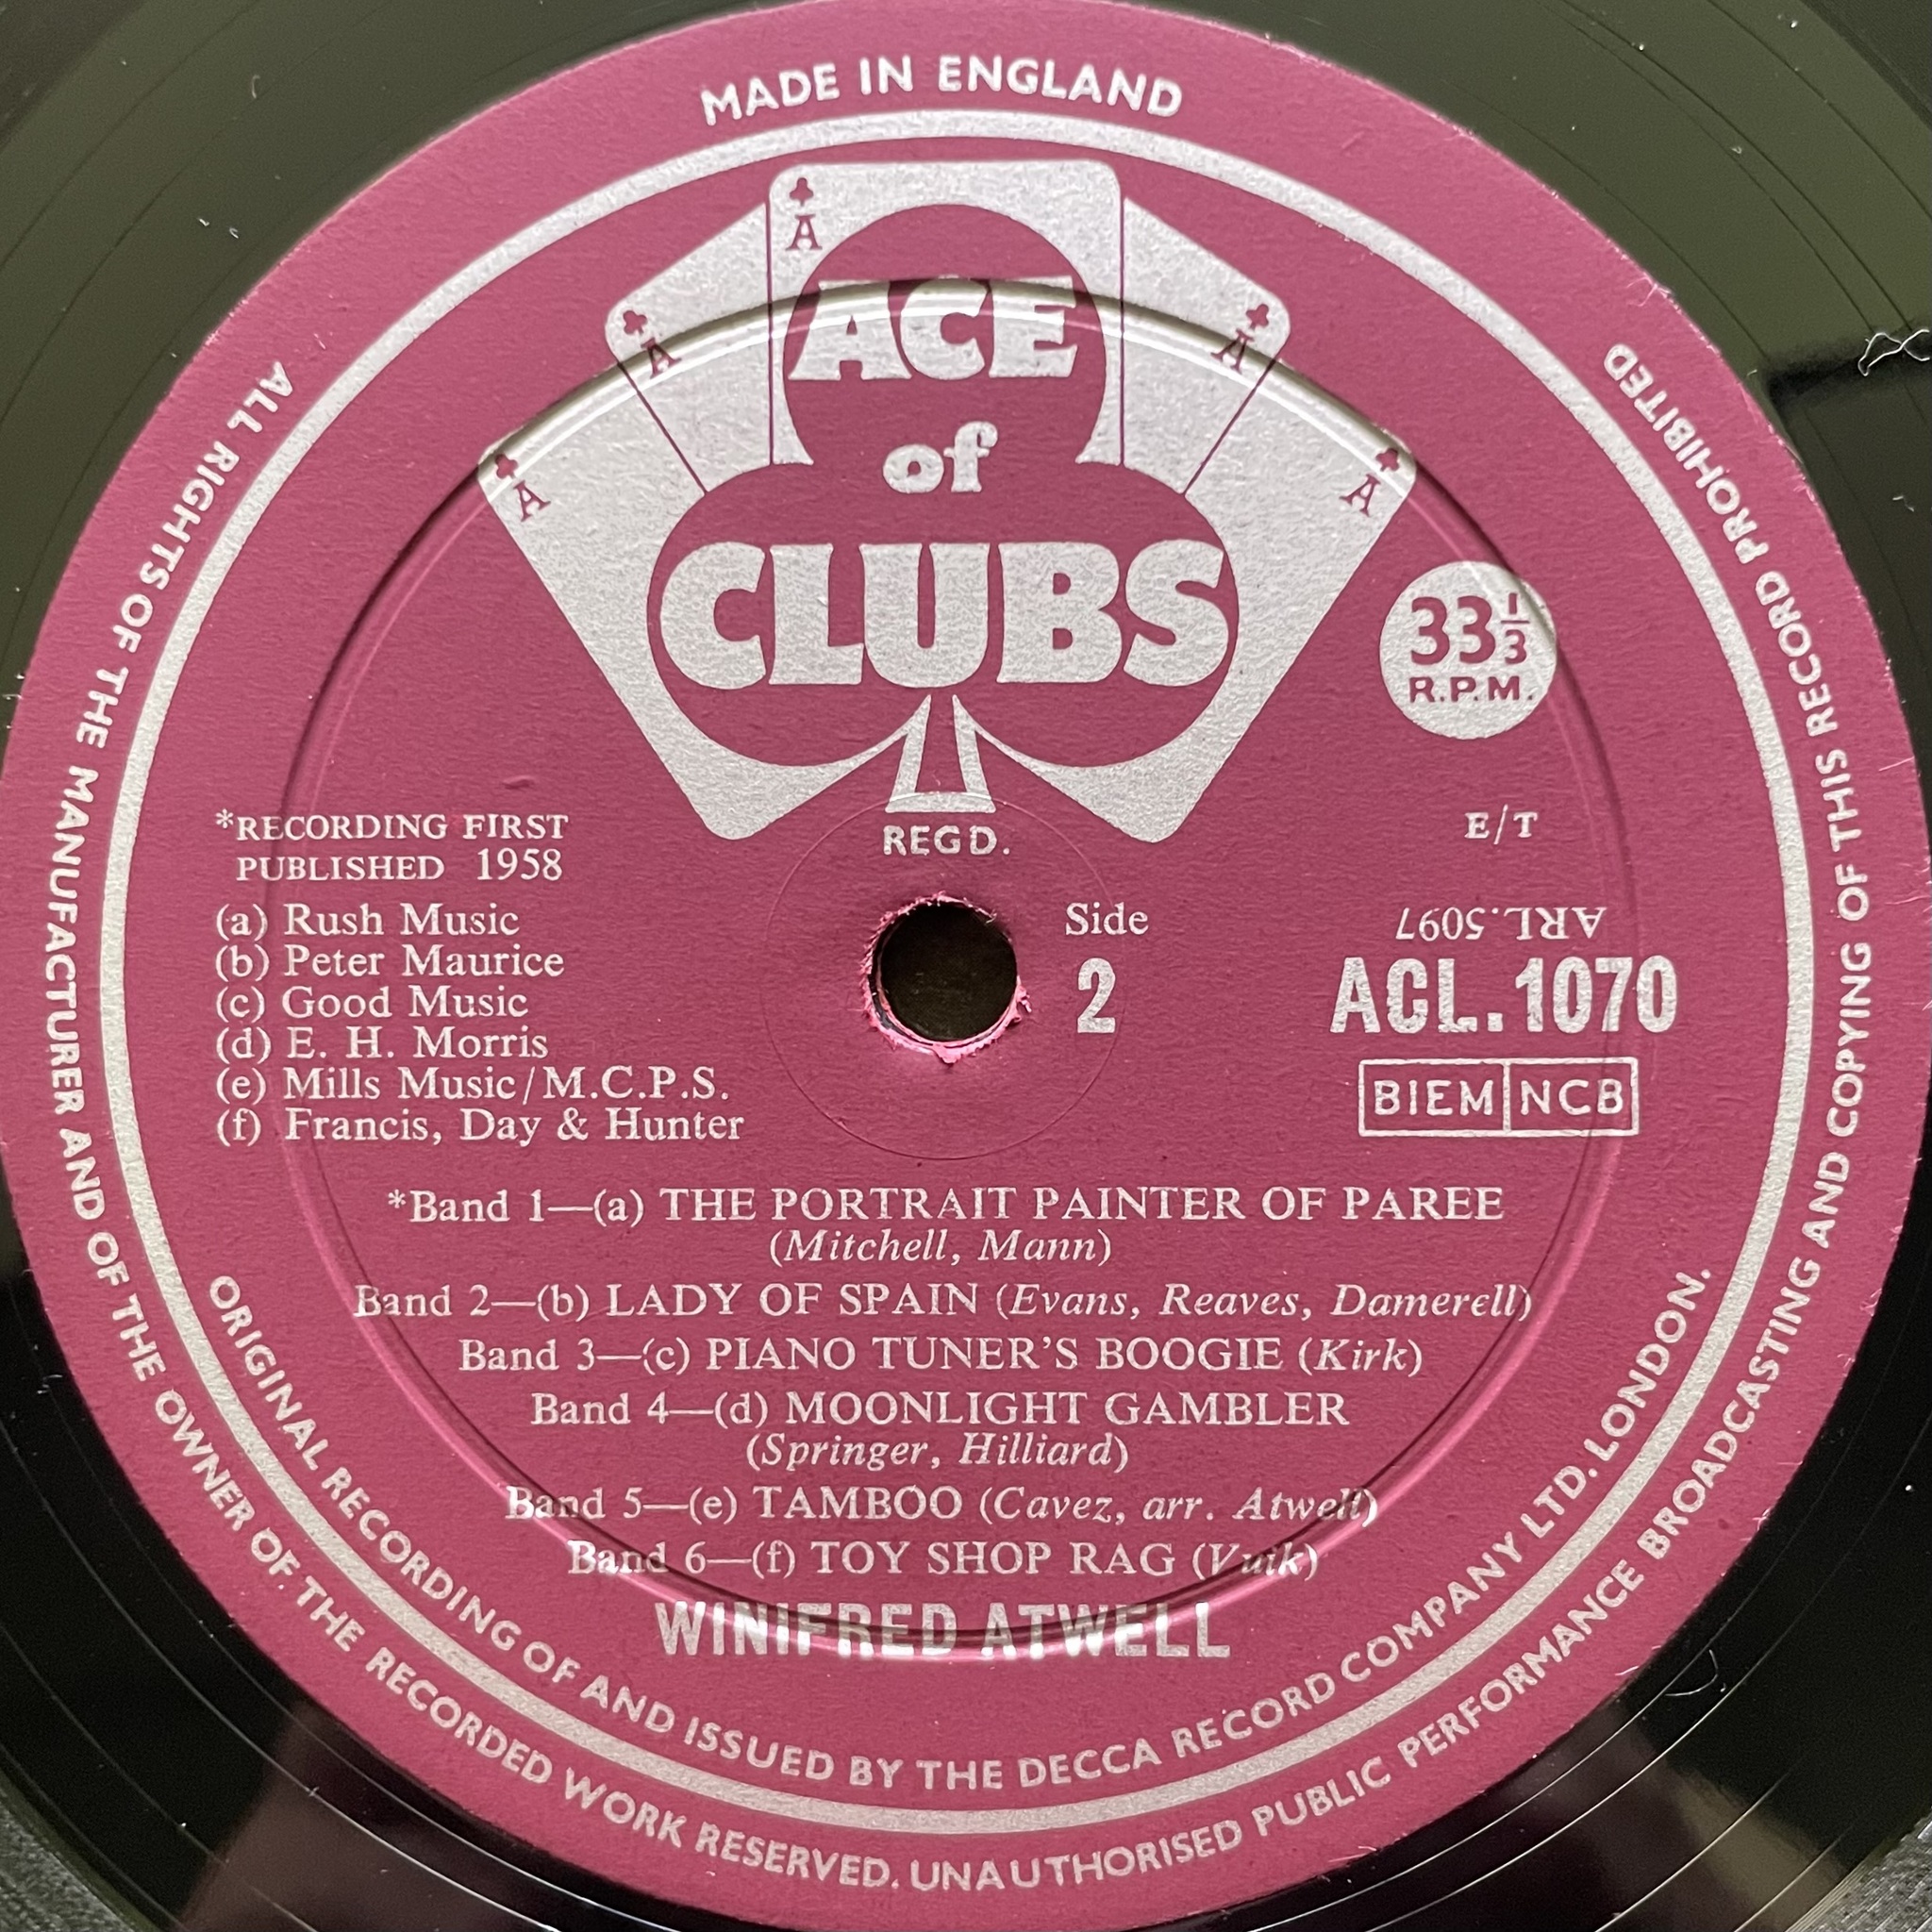 MADE IN ENGLAND
A
A
A
A
A
ACE
of
CLUBS
REGD.
33 1/3
R.P.M.
*RECORDING FIRST
PUBLISHED 1958
(a) Rush Music
(b) Peter Maurice
(c) Good Music
(d) E. H. Morris
(e) Mills Music/M.C.P.S.
(f) Francis, Day & Hunter
Side
2
E/T
ARL.5097
ACL.1070
BIEM NCB
*Band 1—(a) THE PORTRAIT PAINTER OF PAREE
(Mitchell, Mann)
Band 2—(b) LADY OF SPAIN (Evans, Reaves, Damerell)
Band 3—(c) PIANO TUNER'S BOOGIE (Kirk)
Band 4—(d) MOONLIGHT GAMBLER
(Springer, Hilliard)
Band 5—(e) TAMBOO (Cavez, arr. Atwell)
Band 6—(f) TOY SHOP RAG (Vuik)
WINIFRED ATWELL
ORIGINAL RECORDING OF AND ISSUED BY THE DECCA RECORD COMPANY LTD. LONDON.
ALL RIGHTS OF THE MANUFACTURER AND OF THE OWNER OF THE RECORDED WORK RESERVED. UNAUTHORISED PUBLIC PERFORMANCE BROADCASTING AND COPYING OF THIS RECORD PROHIBITED